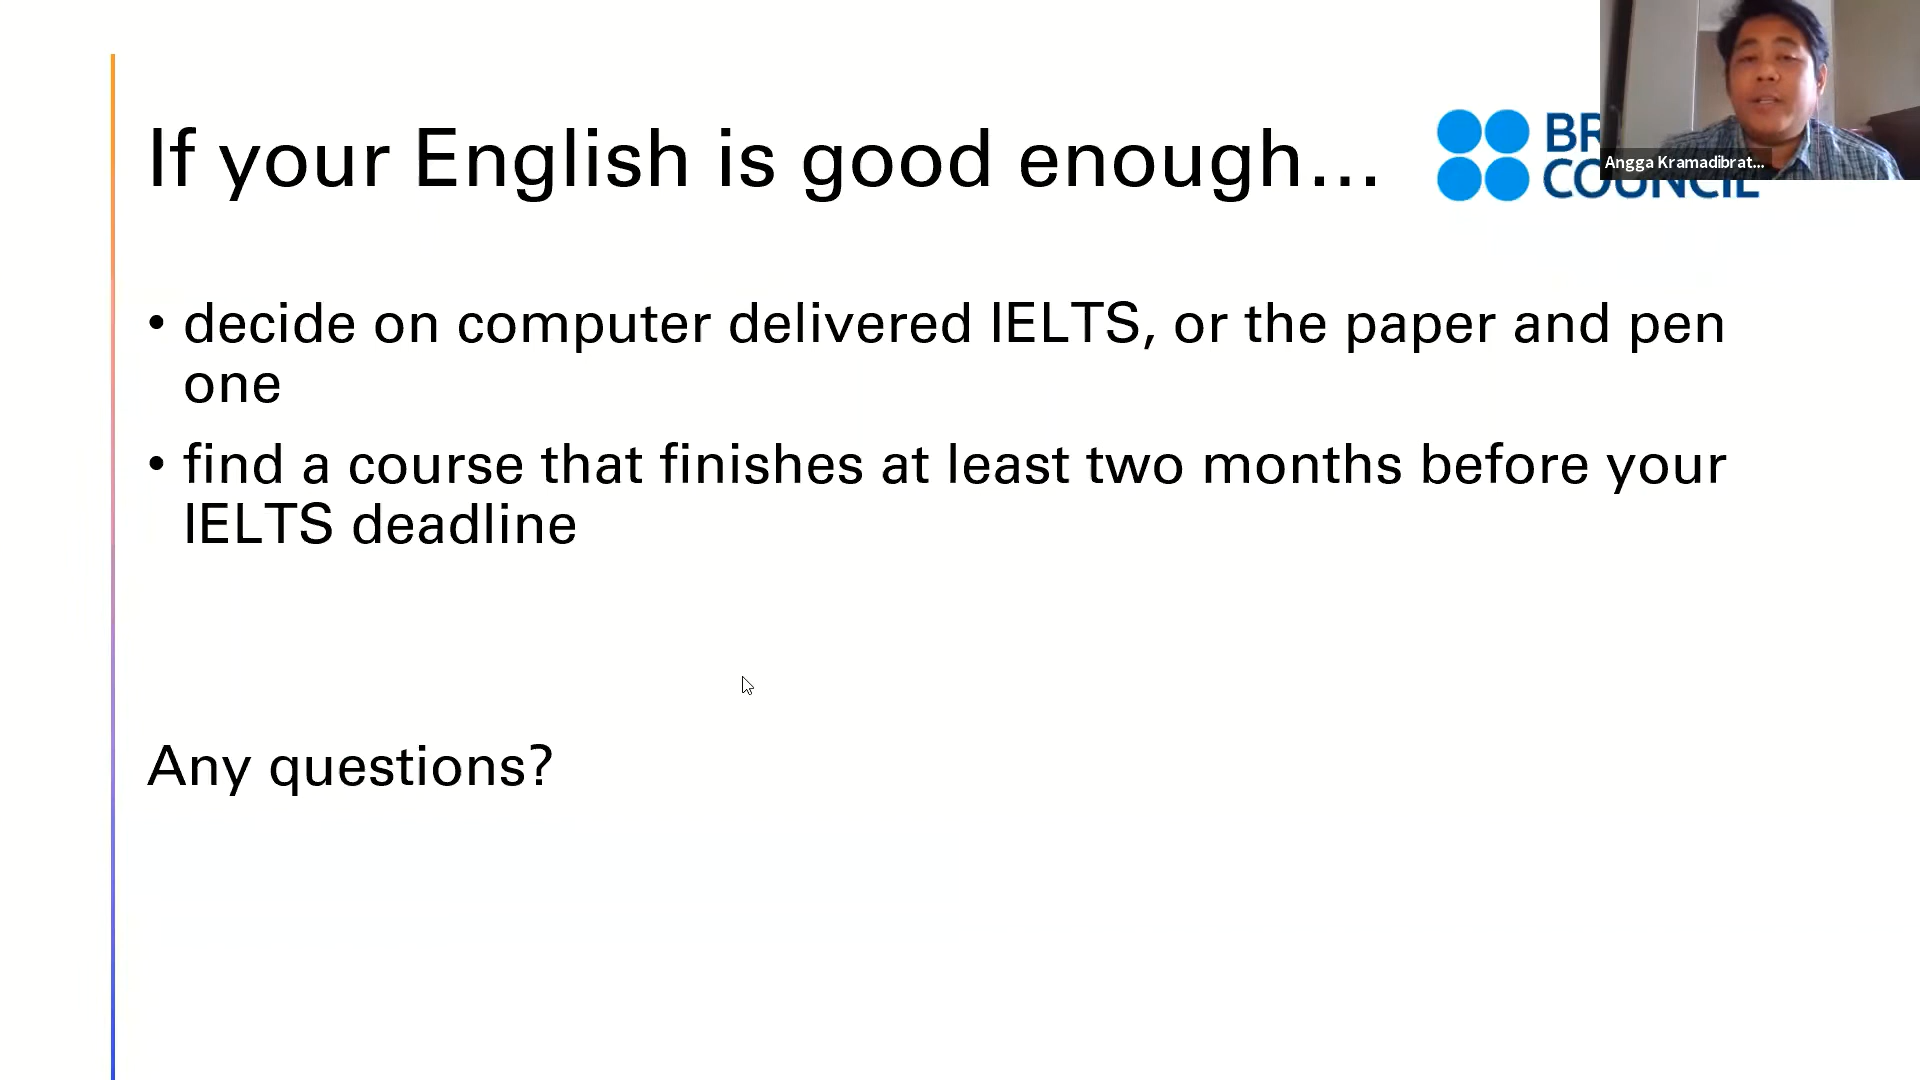 If your English is good enough...
BR
COUNCIL
Angga Kramadibrat...
• decide on computer delivered IELTS, or the paper and pen
one
• find a course that finishes at least two months before your
IELTS deadline
Any questions?